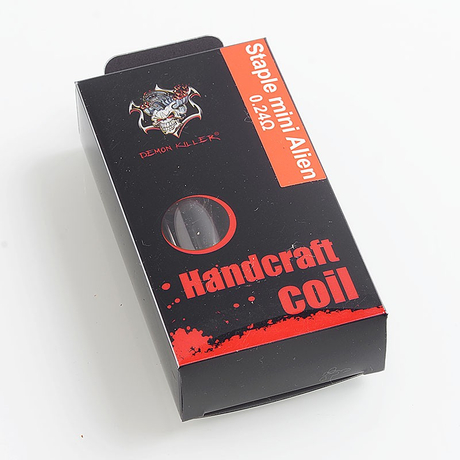 Staple mini Alien
0.24Ω
DEMON KILLER®
Handcraft
coil